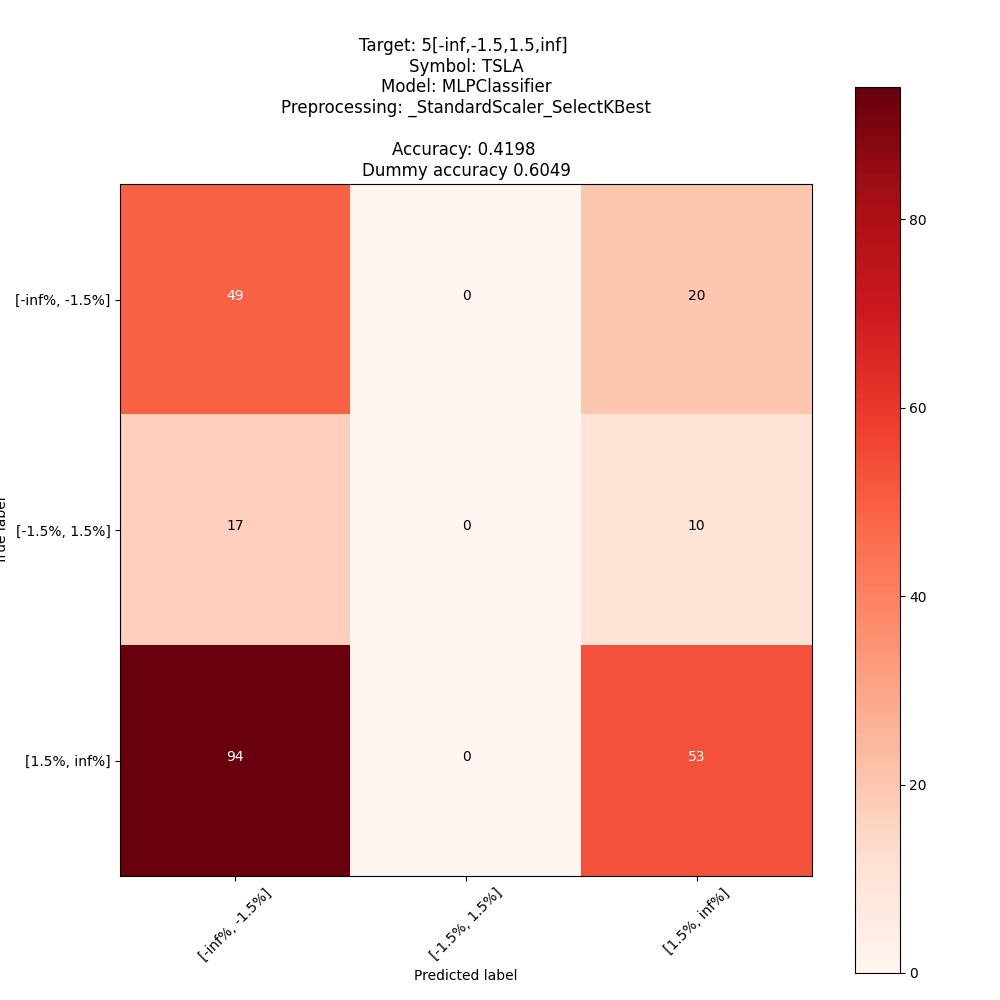 Target: 5[-inf,-1.5,1.5,inf]
Symbol: TSLA
Model: MLPClassifier
Preprocessing: _StandardScaler_SelectKBest
Accuracy: 0.4198
Dummy accuracy 0.6049
[-inf%, -1.5%]
49
0
20
[-1.5%, 1.5%]
17
0
10
[1.5%, inf%]
94
0
53
[-inf%, -1.5%]
[-1.5%, 1.5%]
[1.5%, inf%]
Predicted label
80
60
40
20
0